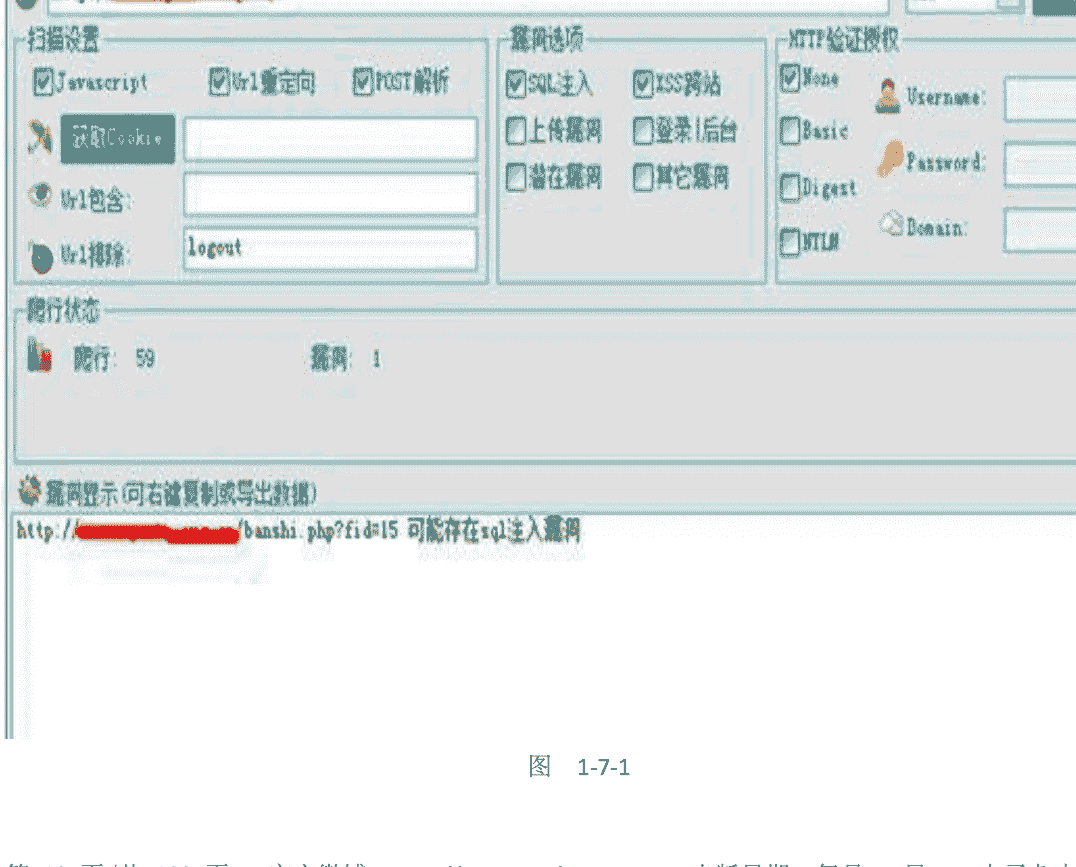 扫描设置
Javascript Url重定向 POST解析
获取Cookie
Url包含:
Url排除: logout
漏洞选项
SQL注入 XSS跨站
上传漏洞 登录|后台
潜在漏洞 其它漏洞
HTTP验证授权
None
Basic
Digest
NTLM
Username:
Password:
Domain:
爬行状态
爬行: 59 漏洞: 1
漏洞显示(可右键复制或导出数据)
http:// /banshi.php?fid=15 可能存在sql注入漏洞
图 1-7-1